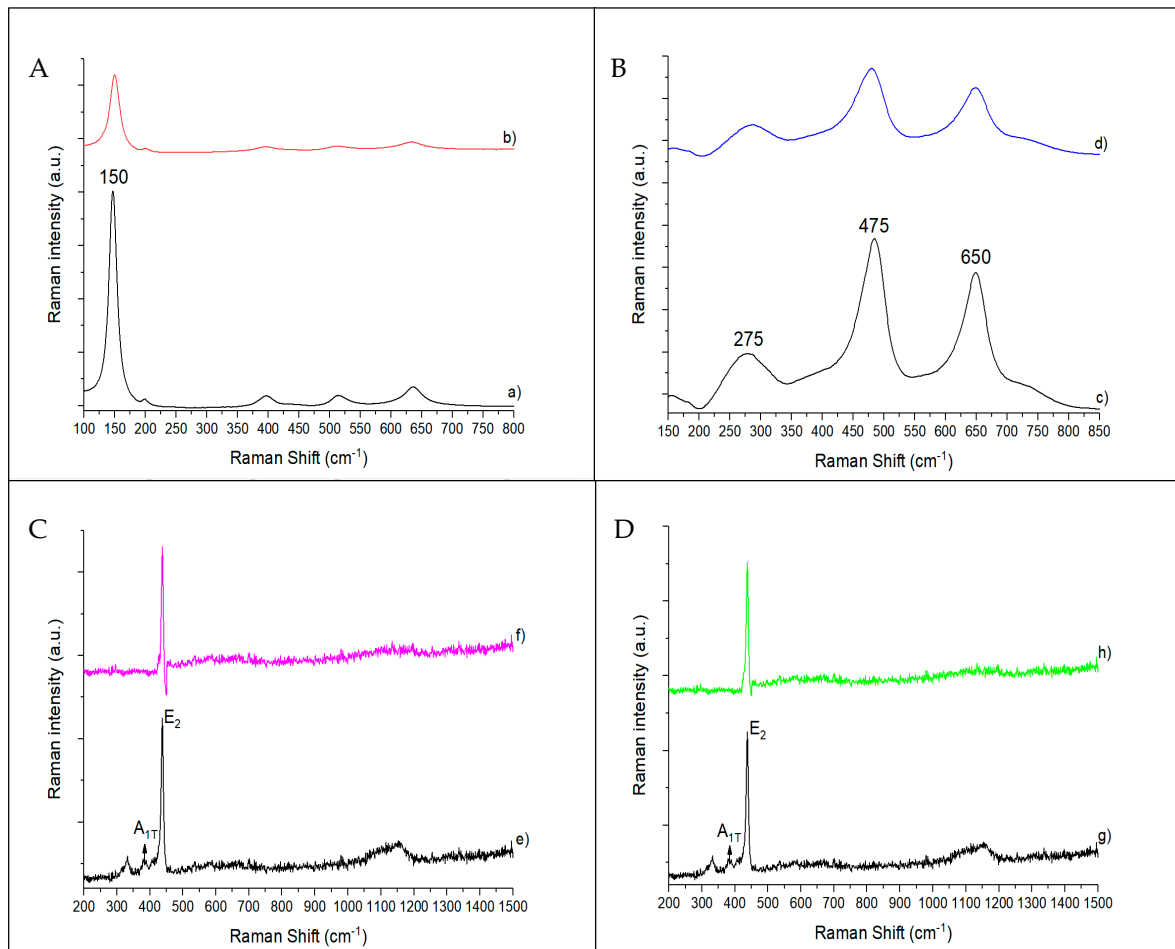 A
b)
150
a)
Raman intensity (a.u.)
100 150 200 250 300 350 400 450 500 550 600 650 700 750 800
Raman Shift (cm⁻¹)
B
d)
475
650
275
c)
Raman intensity (a.u.)
150 200 250 300 350 400 450 500 550 600 650 700 750 800 850
Raman Shift (cm⁻¹)
C
f)
E₂
A₁T
e)
Raman intensity (a.u.)
200 300 400 500 600 700 800 900 1000 1100 1200 1300 1400 1500
Raman Shift (cm⁻¹)
D
h)
E₂
A₁T
g)
Raman intensity (a.u.)
200 300 400 500 600 700 800 900 1000 1100 1200 1300 1400 1500
Raman Shift (cm⁻¹)